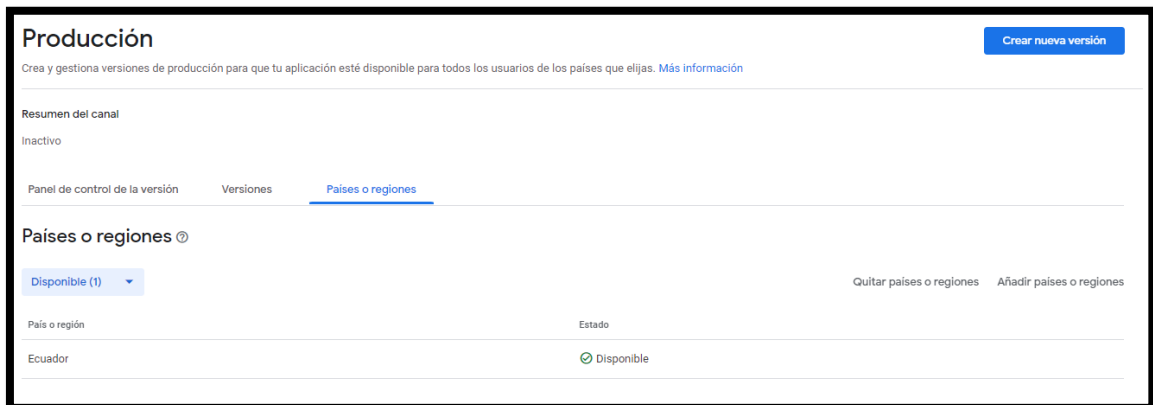 Producción
Crear nueva versión
Crea y gestiona versiones de producción para que tu aplicación esté disponible para todos los usuarios de los países que elijas. Más información
Resumen del canal
Inactivo
Panel de control de la versión Versiones Países o regiones
Países o regiones
Disponible (1) Quitar países o regiones Añadir países o regiones
País o región Estado
Ecuador Disponible